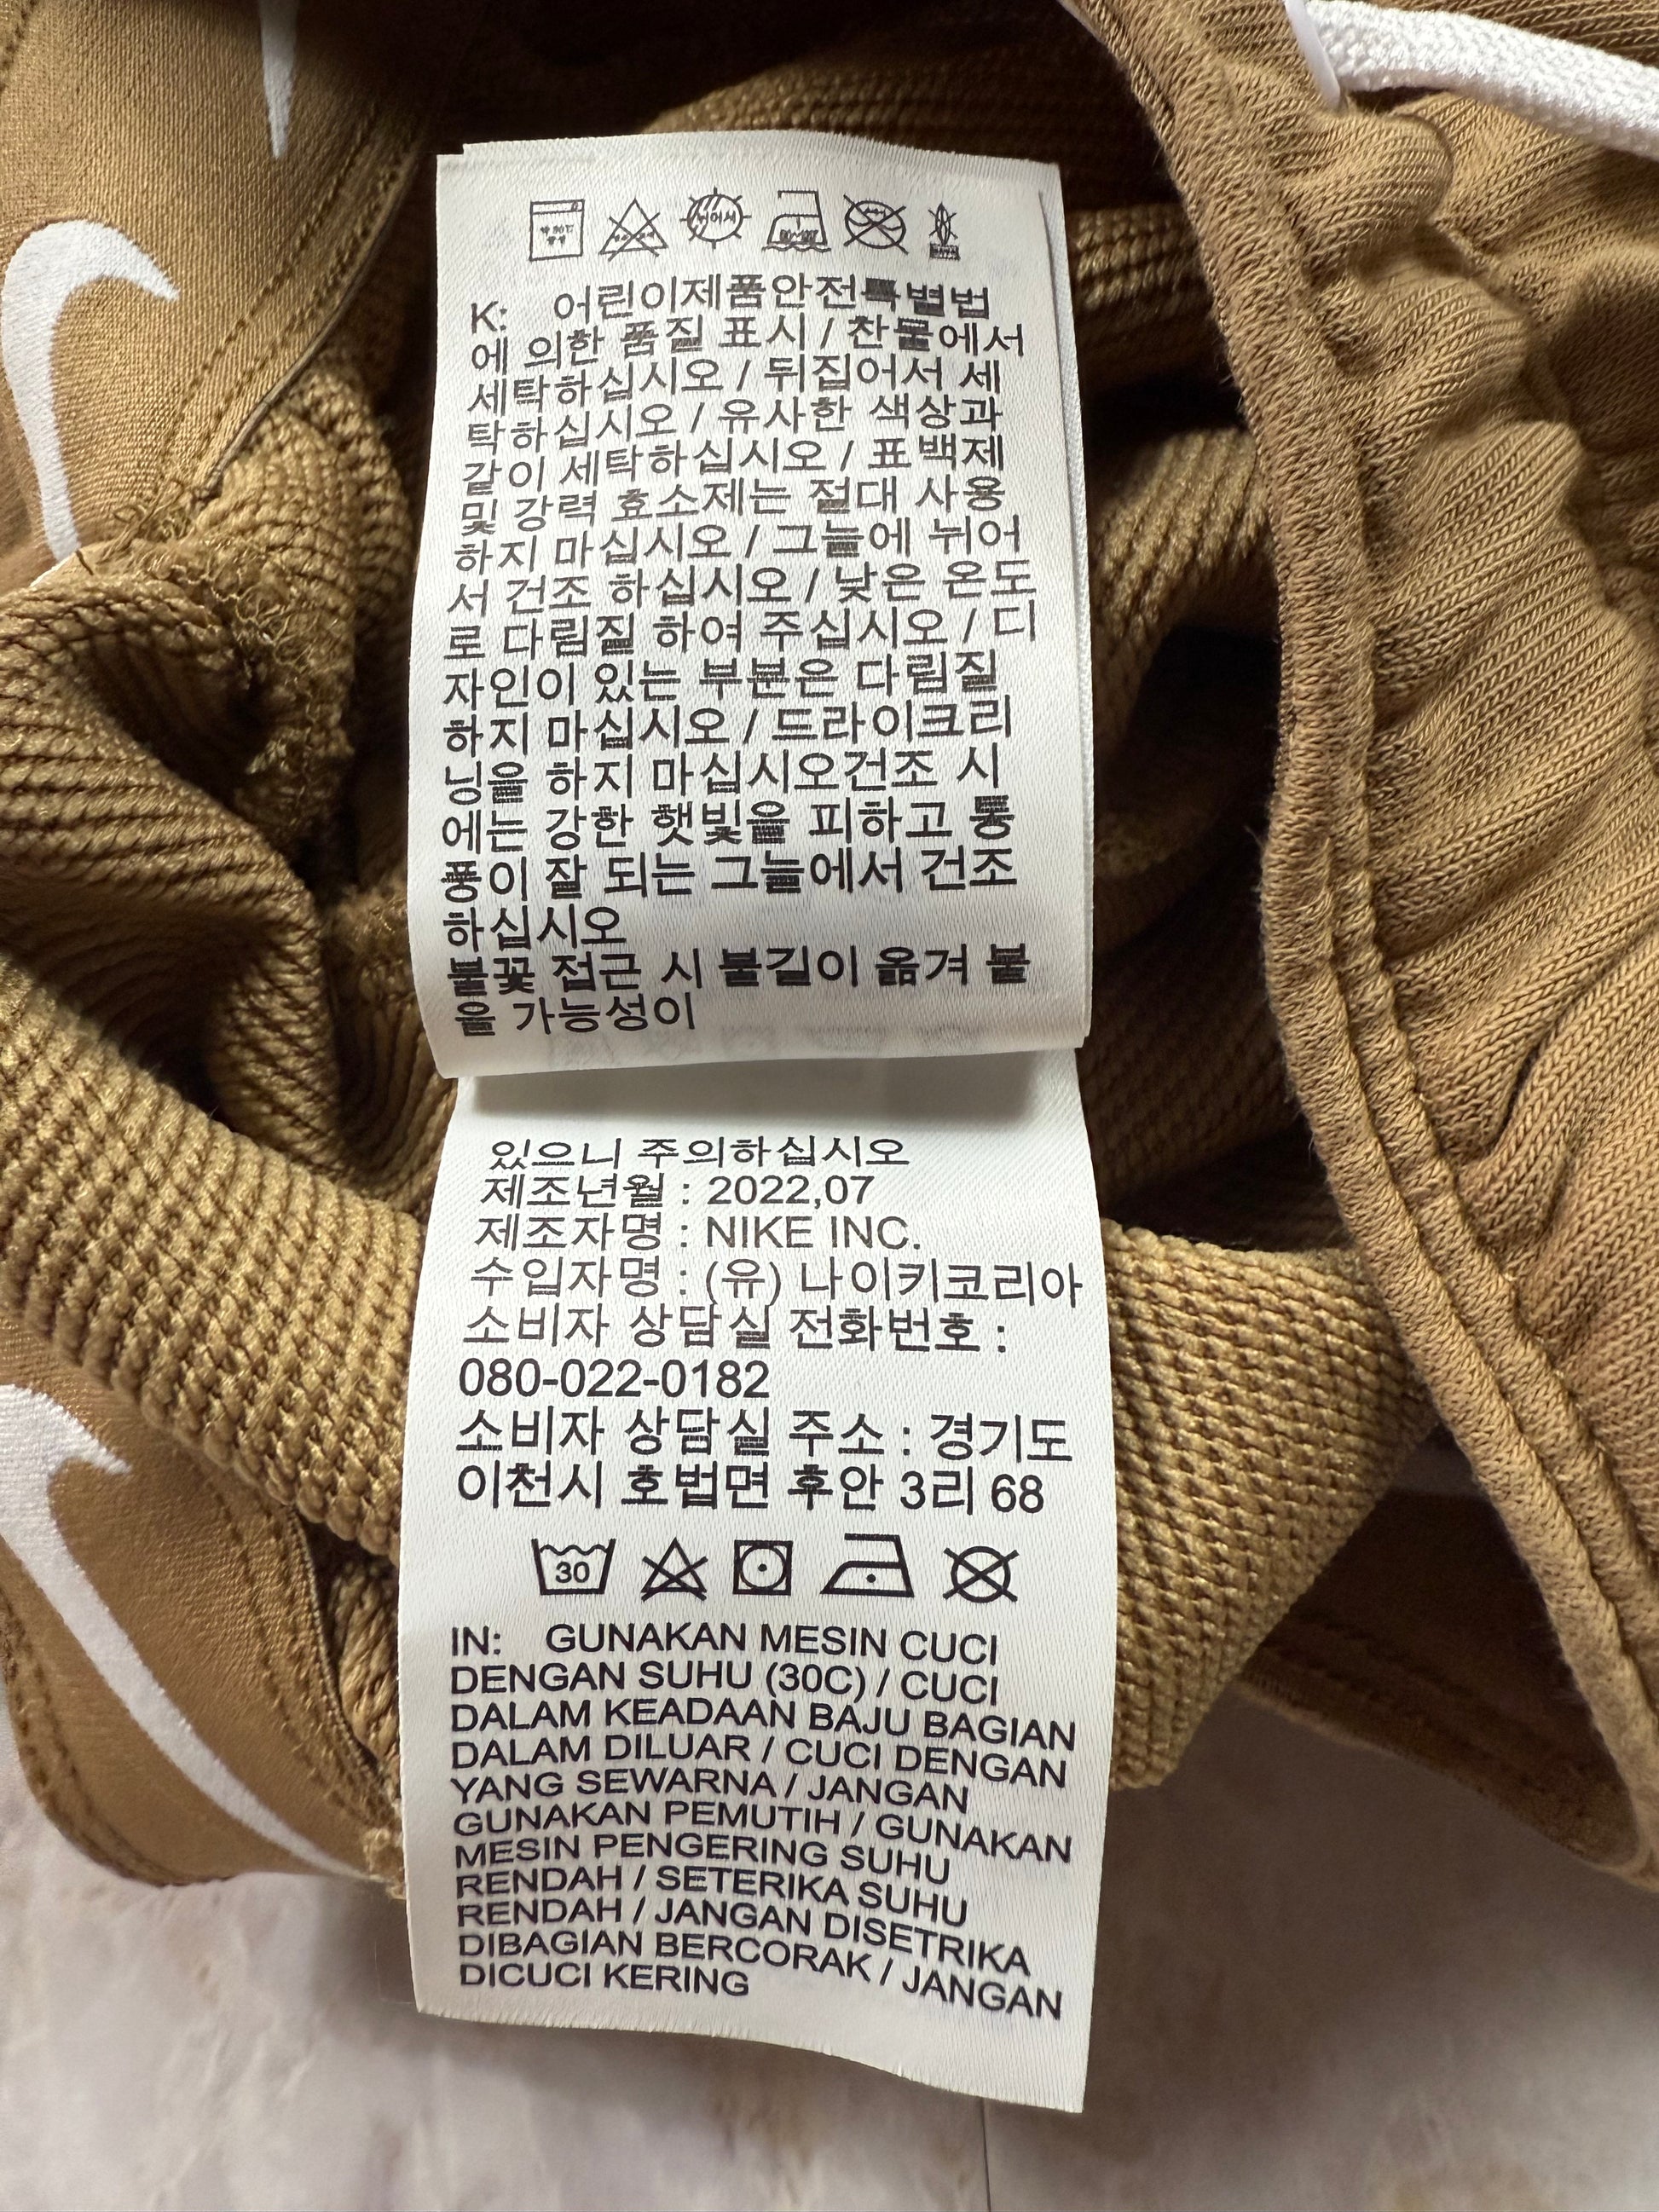 K: 어린이제품안전특별법
에 의한 품질 표시 / 찬물에서
세탁하십시오 / 뒤집어서 세
탁하십시오 / 유사한 색상과
같이 세탁하십시오 / 표백제
및 강력 효소제는 절대 사용
하지 마십시오 / 그늘에 뉘어
서 건조 하십시오 / 낮은 온도
로 다림질 하여 주십시오 / 디
자인이 있는 부분은 다림질
하지 마십시오 / 드라이크리
닝을 하지 마십시오건조 시
에는 강한 햇빛을 피하고 통
풍이 잘 되는 그늘에서 건조
하십시오
불꽃 접근 시 불길이 옮겨 붙
을 가능성이
있으니 주의하십시오
제조년월 : 2022,07
제조자명 : NIKE INC.
수입자명 : (유) 나이키코리아
소비자 상담실 전화번호 :
080-022-0182
소비자 상담실 주소 : 경기도
이천시 호법면 후안 3리 68
30
IN: GUNAKAN MESIN CUCI
DENGAN SUHU (30C) / CUCI
DALAM KEADAAN BAJU BAGIAN
DALAM DILUAR / CUCI DENGAN
YANG SEWARNA / JANGAN
GUNAKAN PEMUTIH / GUNAKAN
MESIN PENGERING SUHU
RENDAH / SETERIKA SUHU
RENDAH / JANGAN DISETRIKA
DIBAGIAN BERCORAK / JANGAN
DICUCI KERING